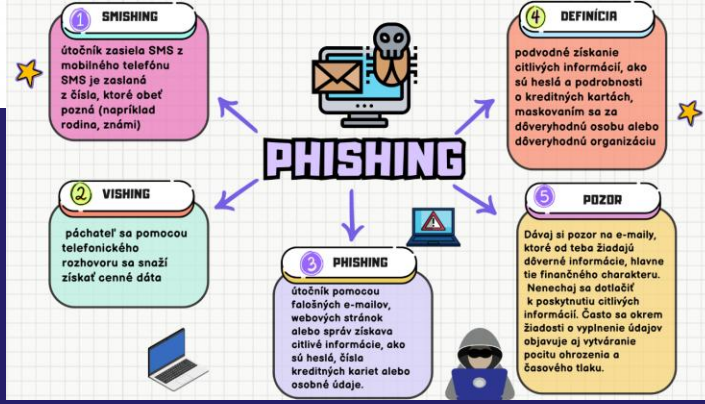 1 SMISHING
útočník zasiela SMS z
mobilného telefónu
SMS je zaslaná
z čísla, ktoré obeť
pozná (napríklad
rodina, známi)
2 VISHING
páchateľ sa pomocou
telefonického
rozhovoru sa snaží
získať cenné dáta
PHISHING
3 PHISHING
útočník pomocou
falošných e-mailov,
webových stránok
alebo správ získava
citlivé informácie, ako
sú heslá, čísla
kreditných kariet alebo
osobné údaje.
4 DEFINÍCIA
podvodné získanie
citlivých informácií, ako
sú heslá a podrobnosti
o kreditných kartách,
maskovaním sa za
dôveryhodnú osobu alebo
dôveryhodnú organizáciu
5 POZOR
Dávaj si pozor na e-maily,
ktoré od teba žiadajú
dôverné informácie, hlavne
tie finančného charakteru.
Nenechaj sa dotlačiť
k poskytnutiu citlivých
informácií. Často sa okrem
žiadosti o vyplnenie údajov
objavuje aj vytváranie
pocitu ohrozenia a
časového tlaku.